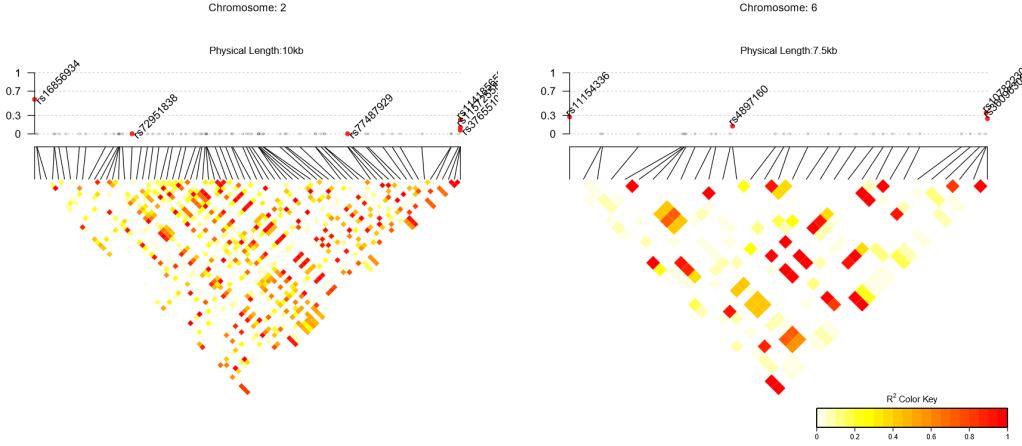 Chromosome: 2
Physical Length:10kb
1
0.7
0.3
0
rs16856934
rs72951838
rs77487929
Chromosome: 6
Physical Length:7.5kb
1
0.7
0.3
0
rs11154336
rs4897160
R2 Color Key
0 0.2 0.4 0.6 0.8 1